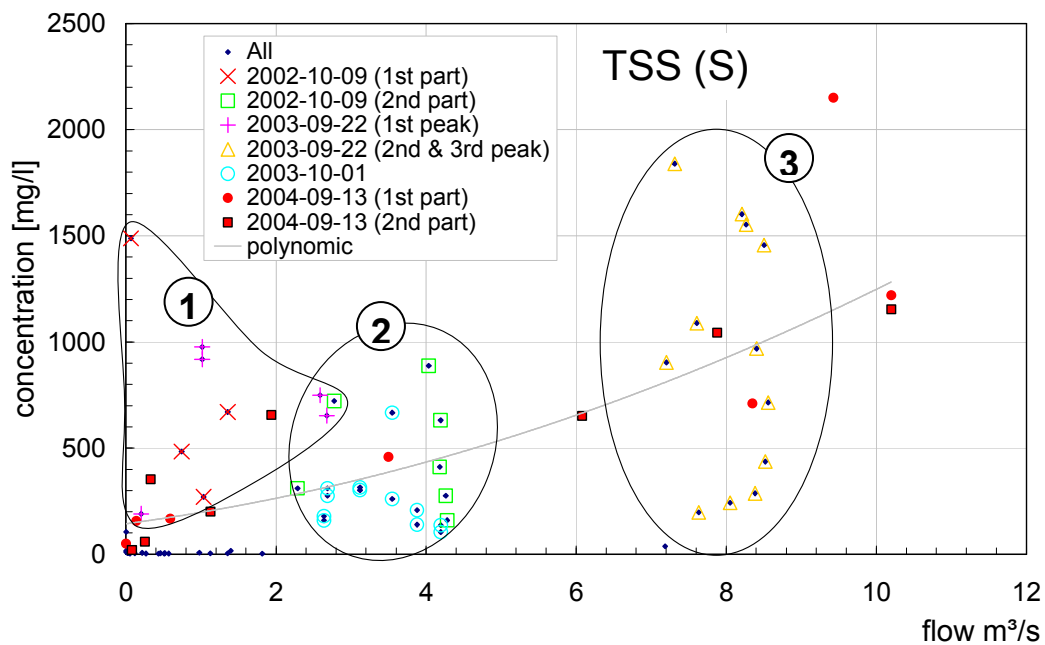 2500
2000
1500
1000
500
0
concentration [mg/l]
TSS (S)
All
2002-10-09 (1st part)
2002-10-09 (2nd part)
2003-09-22 (1st peak)
2003-09-22 (2nd & 3rd peak)
2003-10-01
2004-09-13 (1st part)
2004-09-13 (2nd part)
polynomic
1
2
3
0 2 4 6 8 10 12
flow m³/s